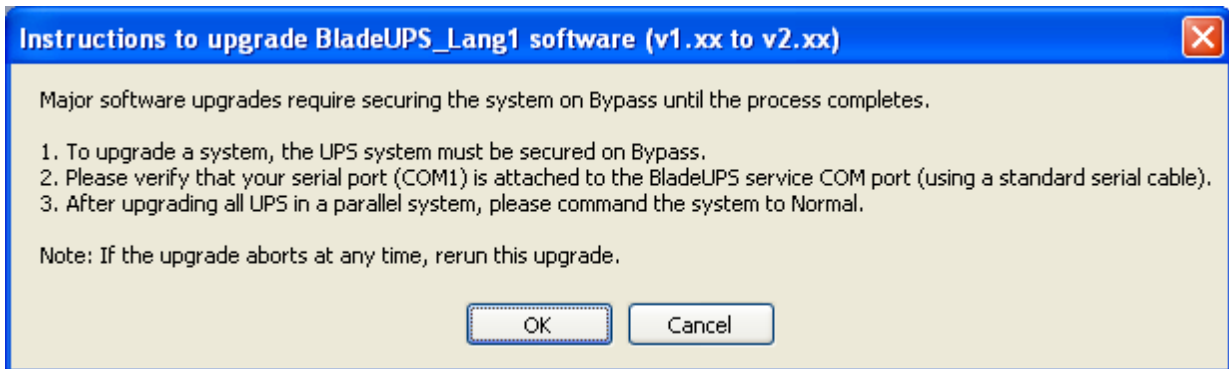 Instructions to upgrade BladeUPS_Lang1 software (v1.xx to v2.xx)
Major software upgrades require securing the system on Bypass until the process completes.
1. To upgrade a system, the UPS system must be secured on Bypass.
2. Please verify that your serial port (COM1) is attached to the BladeUPS service COM port (using a standard serial cable).
3. After upgrading all UPS in a parallel system, please command the system to Normal.
Note: If the upgrade aborts at any time, rerun this upgrade.
OK
Cancel